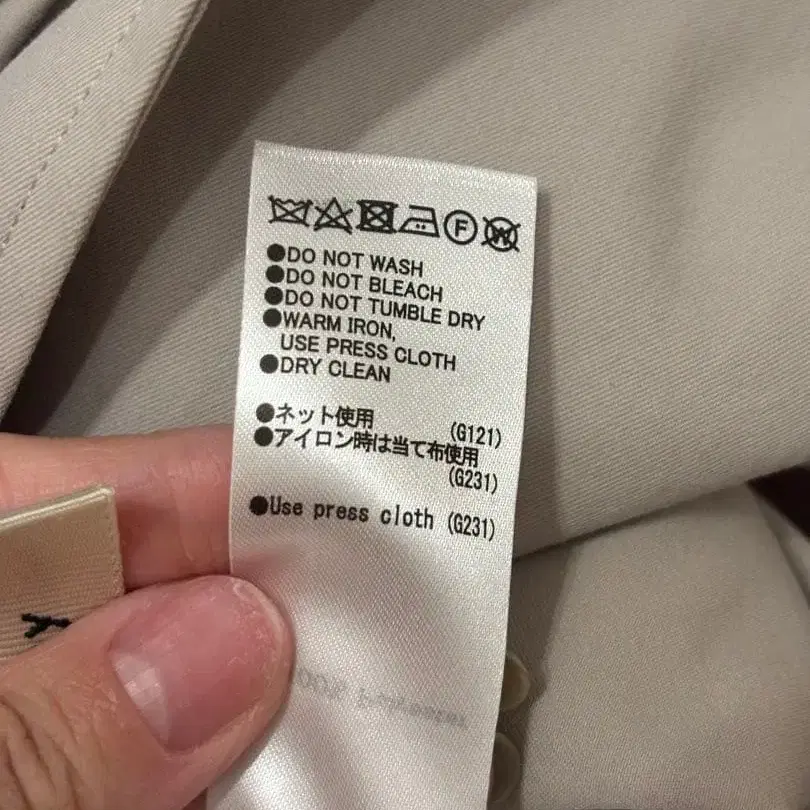 F W
●DO NOT WASH
●DO NOT BLEACH
●DO NOT TUMBLE DRY
●WARM IRON,
USE PRESS CLOTH
●DRY CLEAN
●ネット使用 (G121)
●アイロン時は当て布使用
(G231)
●Use press cloth (G231)